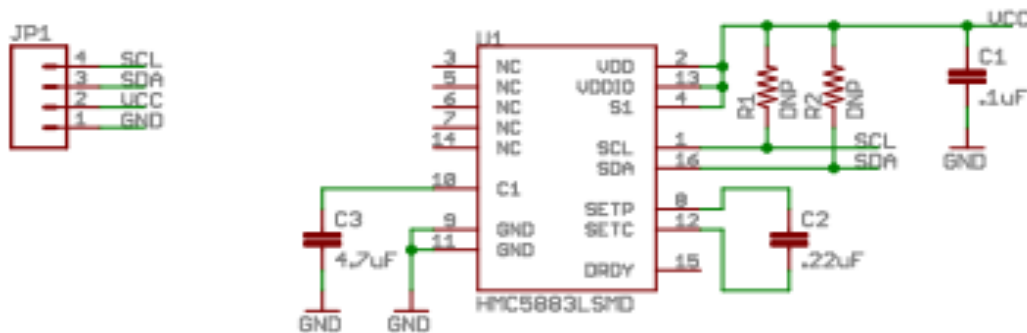 JP1
4 SCL
3 SDA
2 VCC
1 GND
U1
3 NC
5 NC
6 NC
7 NC
14 NC
10 C1
9 GND
11 GND
VDD 2
VDDIO 13
S1 4
SCL 1
SDA 16
SETP 8
SETC 12
DRDY 15
HMC5883LSMD
C3
4.7uF
GND
GND
R1
DNP
R2
DNP
VCC
C1
.1uF
GND
SCL
SDA
C2
.22uF